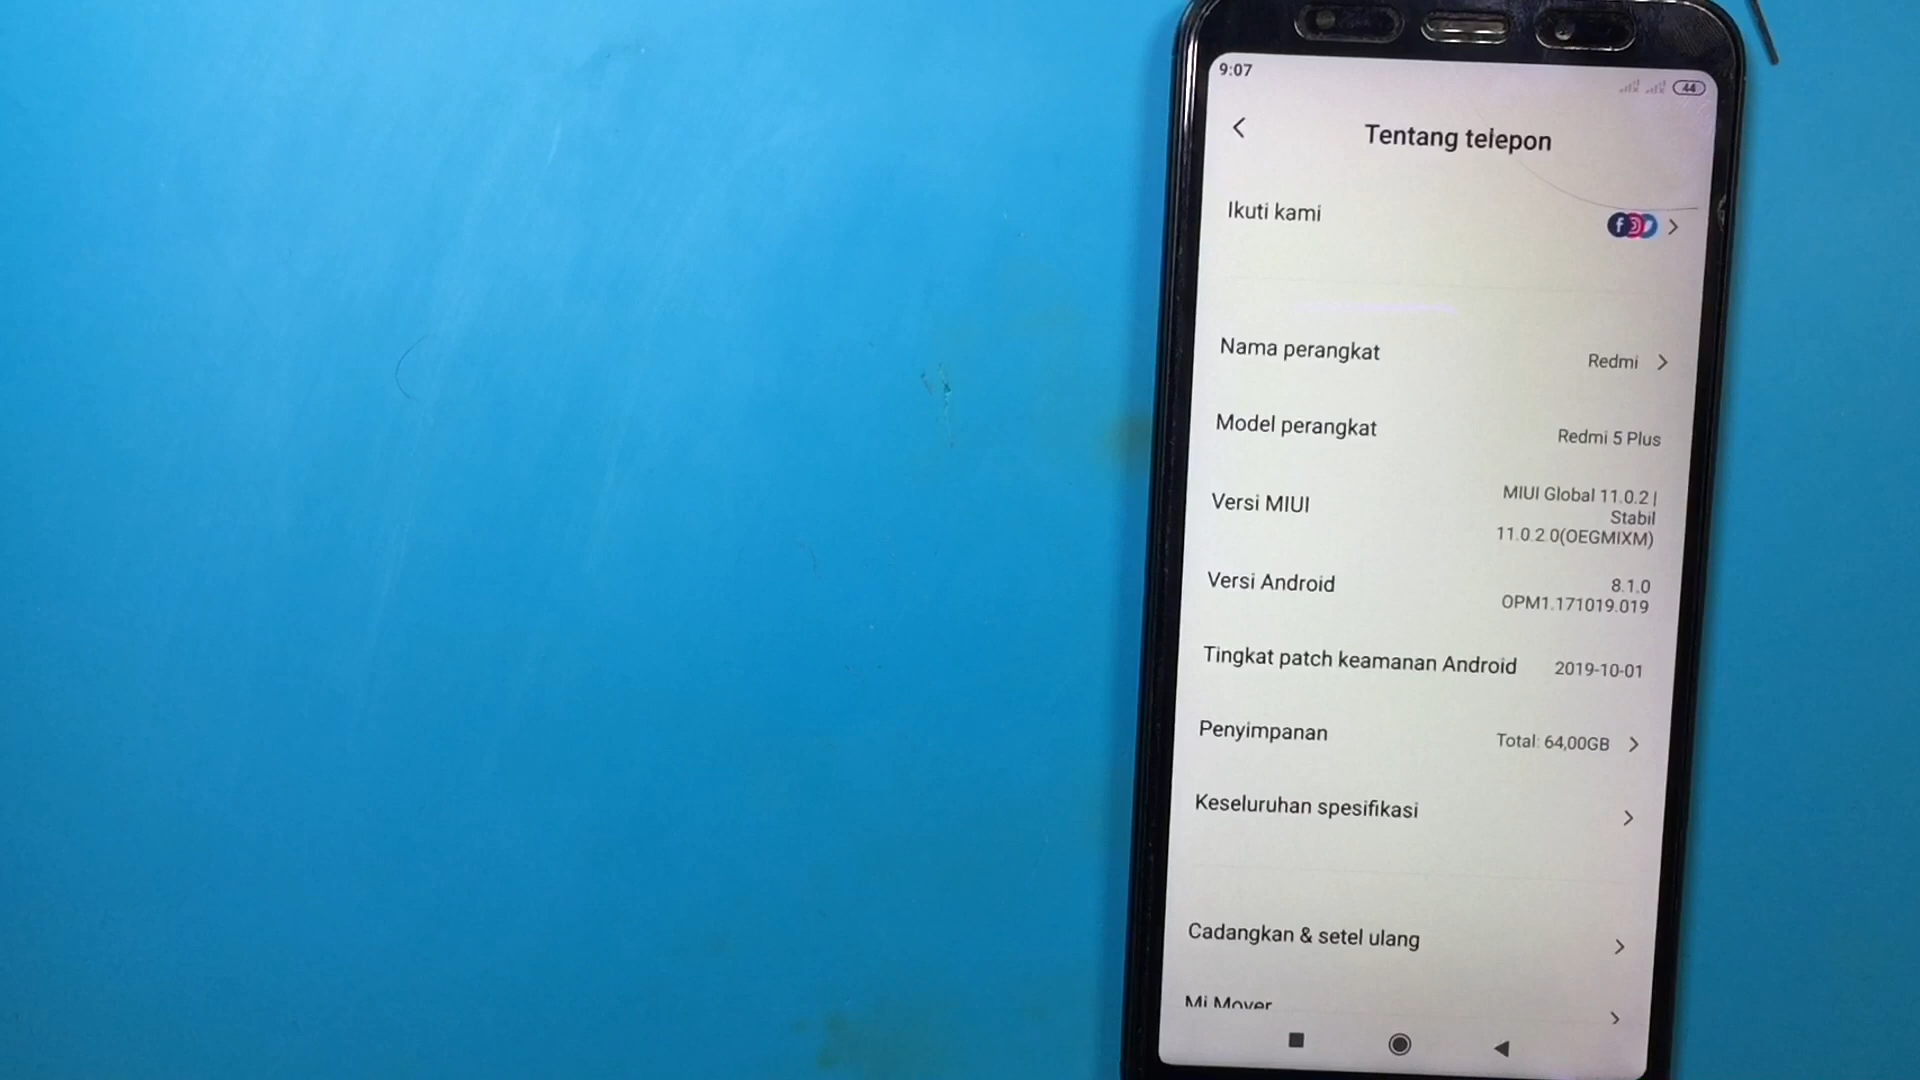 9:07
44
Tentang telepon
Ikuti kami
Nama perangkat
Redmi
Model perangkat
Redmi 5 Plus
Versi MIUI
MIUI Global 11.0.2 |
Stabil
11.0.2.0(OEGMIXM)
Versi Android
8.1.0
OPM1.171019.019
Tingkat patch keamanan Android
2019-10-01
Penyimpanan
Total: 64,00GB
Keseluruhan spesifikasi
Cadangkan & setel ulang
Mi Mover